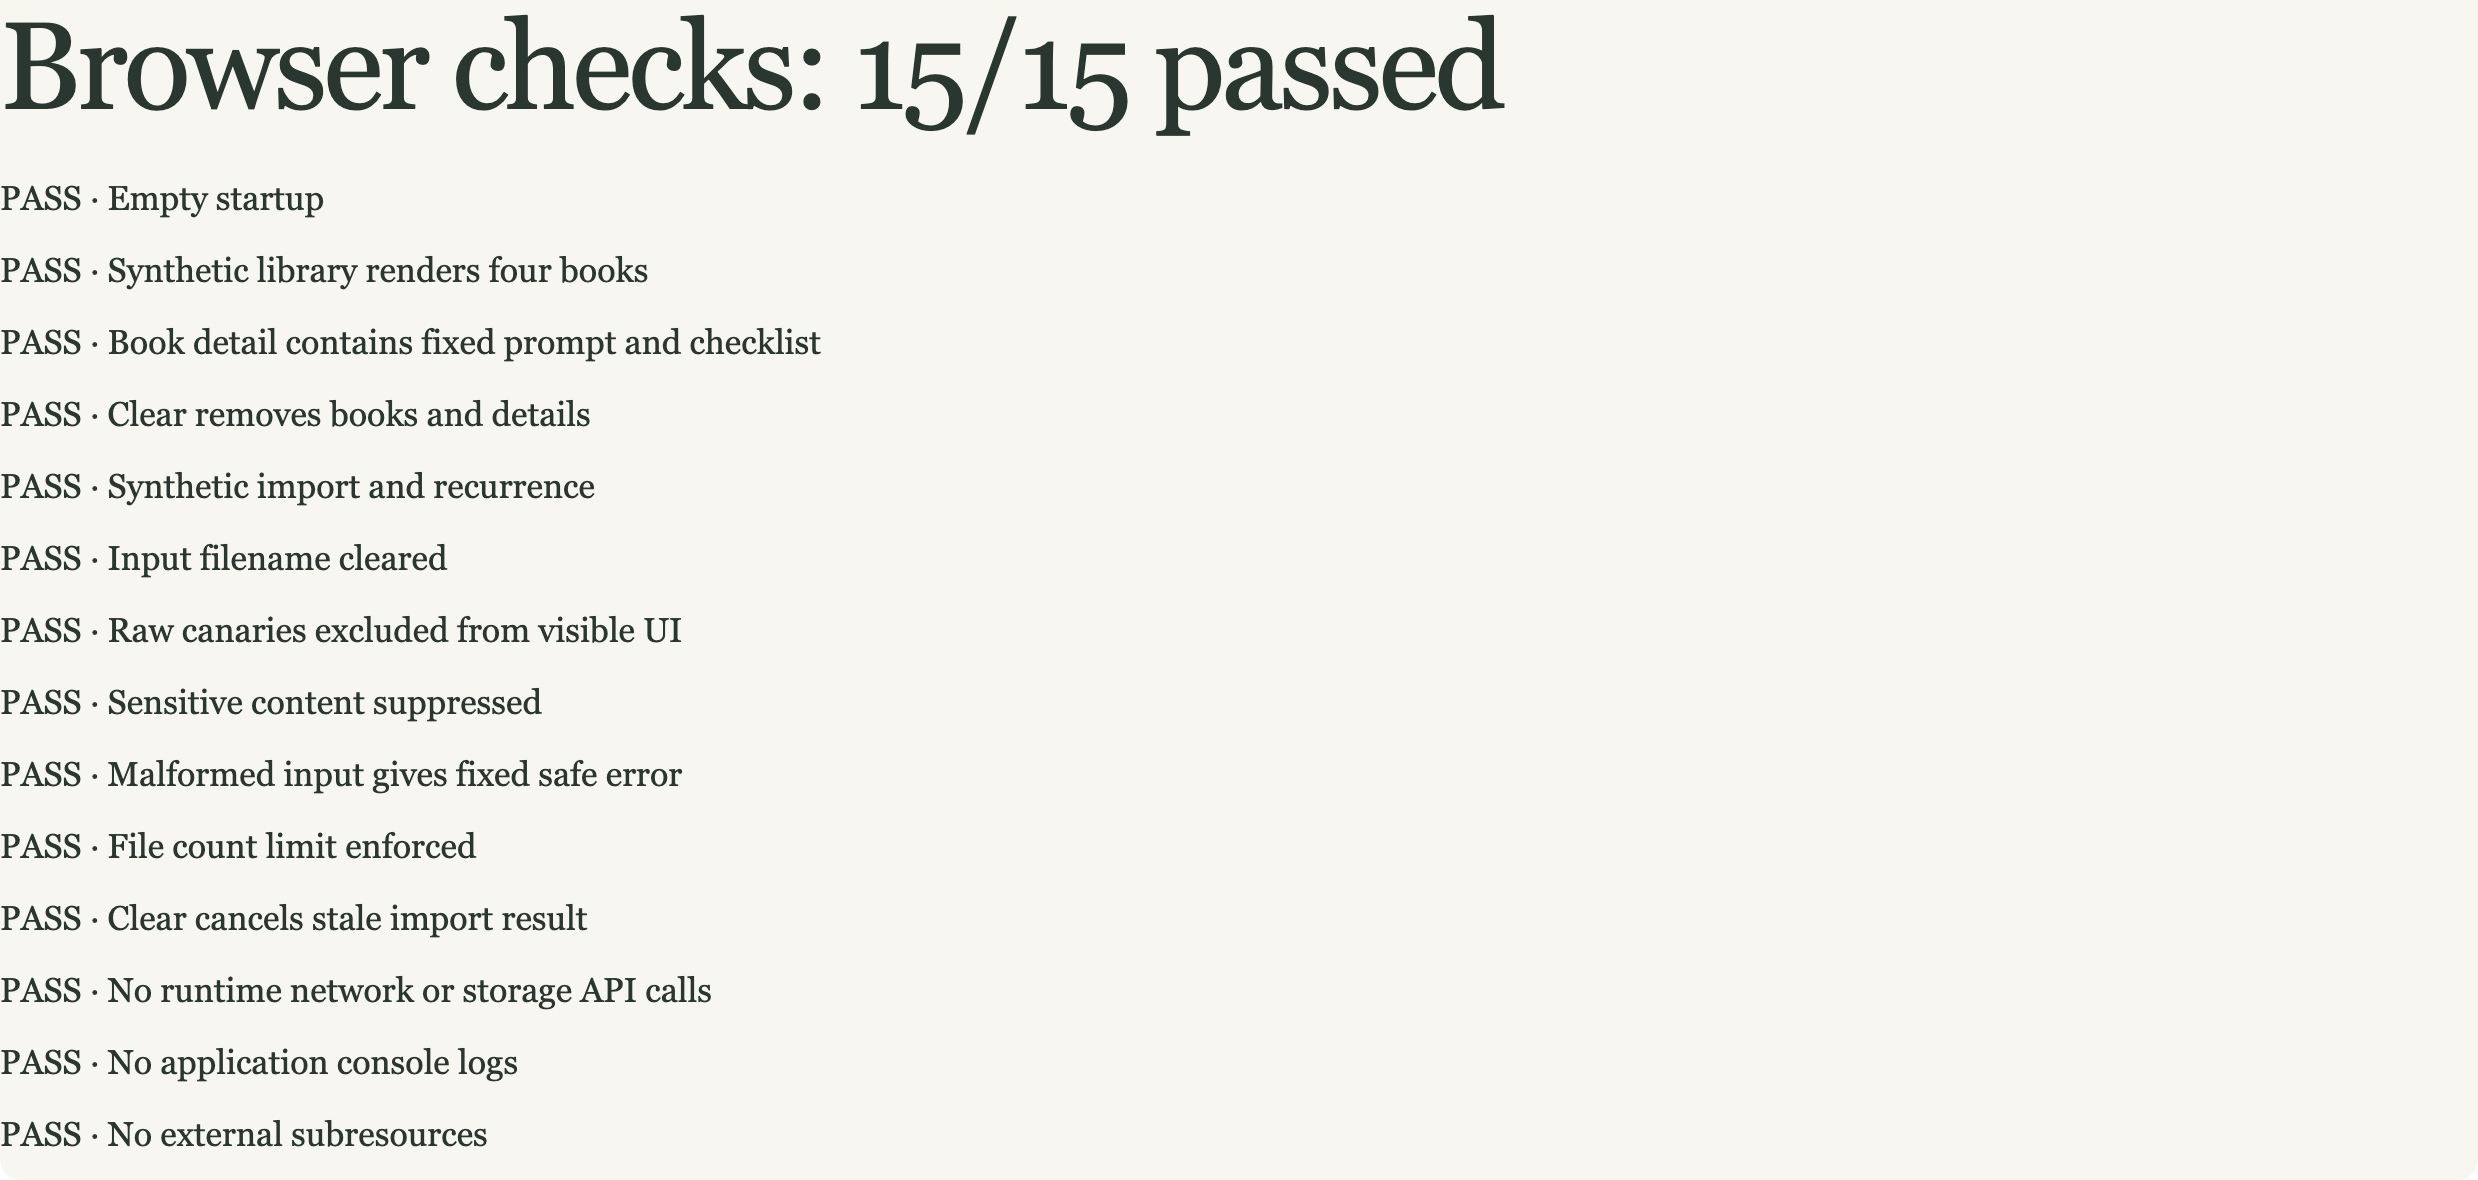 Browser checks: 15/15 passed
PASS · Empty startup
PASS · Synthetic library renders four books
PASS · Book detail contains fixed prompt and checklist
PASS · Clear removes books and details
PASS · Synthetic import and recurrence
PASS · Input filename cleared
PASS · Raw canaries excluded from visible UI
PASS · Sensitive content suppressed
PASS · Malformed input gives fixed safe error
PASS · File count limit enforced
PASS · Clear cancels stale import result
PASS · No runtime network or storage API calls
PASS · No application console logs
PASS · No external subresources